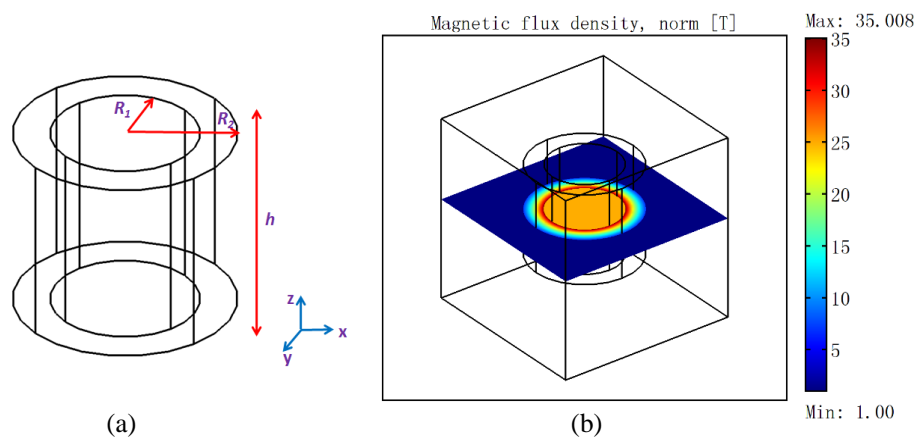 Magnetic flux density, norm [T]
Max: 35.008
R1
R2
h
z
x
y
35
30
25
20
15
10
5
Min: 1.00
(a)
(b)